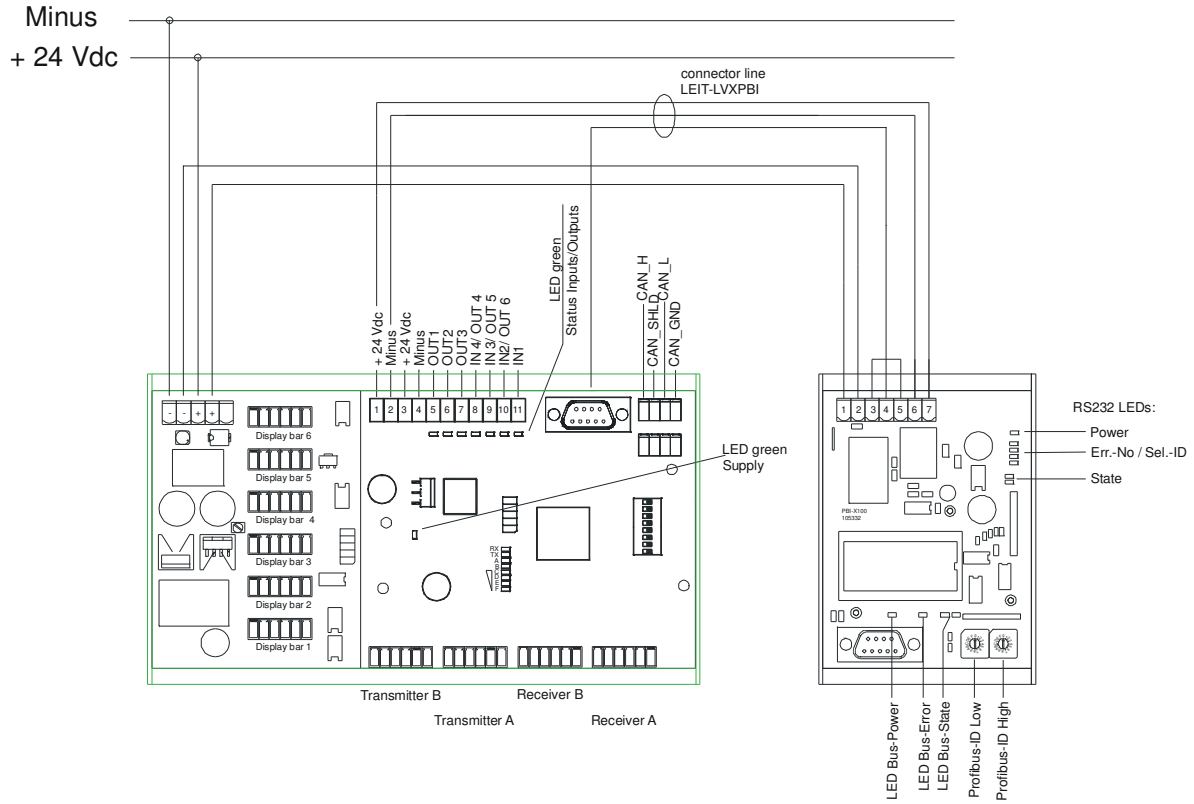 Minus
+ 24 Vdc
connector line
LEIT-LVXPBI
LED green
Status Inputs/Outputs
CAN_H
CAN_SHLD
CAN_L
CAN_GND
+ 24 Vdc
Minus
+ 24 Vdc
Minus
OUT1
OUT2
OUT3
IN 4/ OUT 4
IN 3/ OUT 5
IN2/ OUT 6
IN1
- - + +
1 2 3 4 5 6 7 8 9 10 11
1 2 3 4 5 6 7
RS232 LEDs:
Power
Err.-No / Sel.-ID
State
Display bar 6
Display bar 5
Display bar 4
Display bar 3
Display bar 2
Display bar 1
LED green
Supply
PBI-X100
105332
RX
TX
A
B
C
D
E
F
Transmitter B
Receiver B
Transmitter A
Receiver A
LED Bus-Power
LED Bus-Error
LED Bus-State
Profibus-ID Low
Profibus-ID High